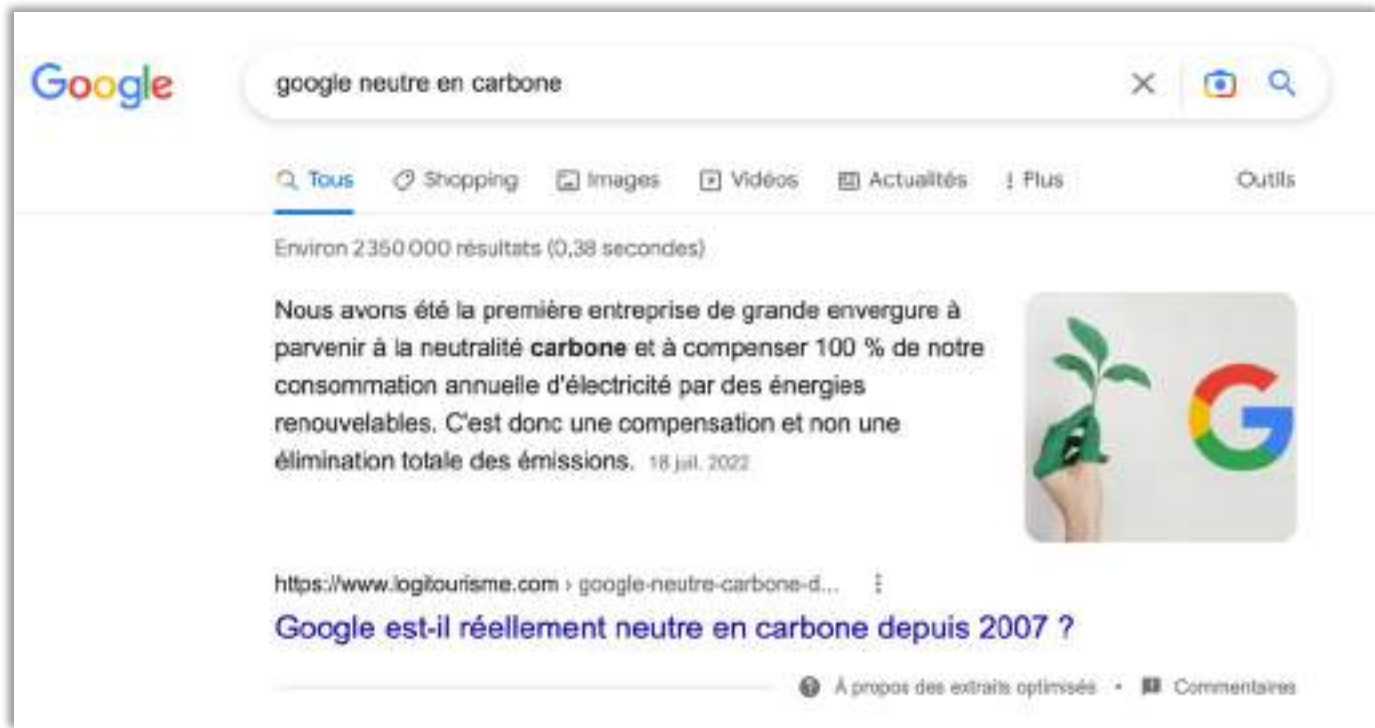 Google
google neutre en carbone
Tous Shopping Images Vidéos Actualités Plus Outils
Environ 2 350 000 résultats (0,38 secondes)
Nous avons été la première entreprise de grande envergure à
parvenir à la neutralité carbone et à compenser 100 % de notre
consommation annuelle d'électricité par des énergies
renouvelables. C'est donc une compensation et non une
élimination totale des émissions. 18 juil. 2022
G
https://www.logitourisme.com › google-neutre-carbone-d...
Google est-il réellement neutre en carbone depuis 2007 ?
À propos des extraits optimisés • Commentaires